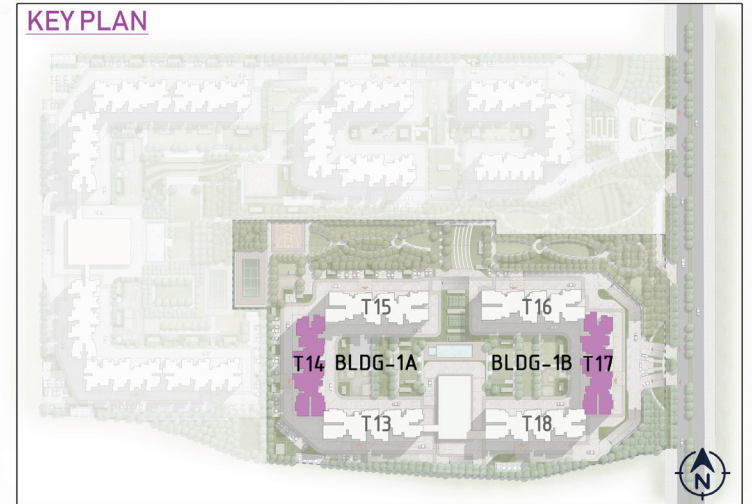 KEY PLAN
T15
T16
T14
BLDG-1A
BLDG-1B
T17
T13
T18
N